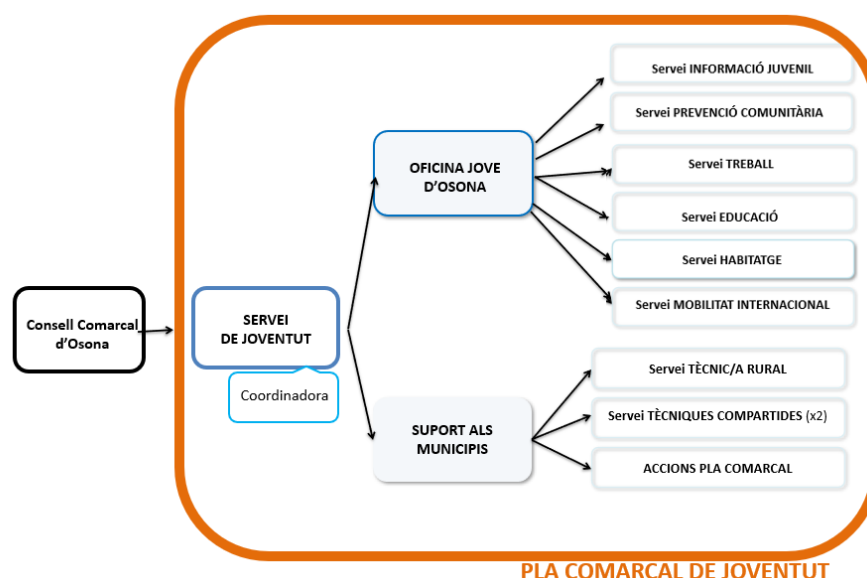 Consell Comarcal
d'Osona
SERVEI
DE JOVENTUT
Coordinadora
OFICINA JOVE
D'OSONA
Servei INFORMACIÓ JUVENIL
Servei PREVENCIÓ COMUNITÀRIA
Servei TREBALL
Servei EDUCACIÓ
Servei HABITATGE
Servei MOBILITAT INTERNACIONAL
SUPORT ALS
MUNICIPIS
Servei TÈCNIC/A RURAL
Servei TÈCNIQUES COMPARTIDES (x2)
ACCIONS PLA COMARCAL
PLA COMARCAL DE JOVENTUT